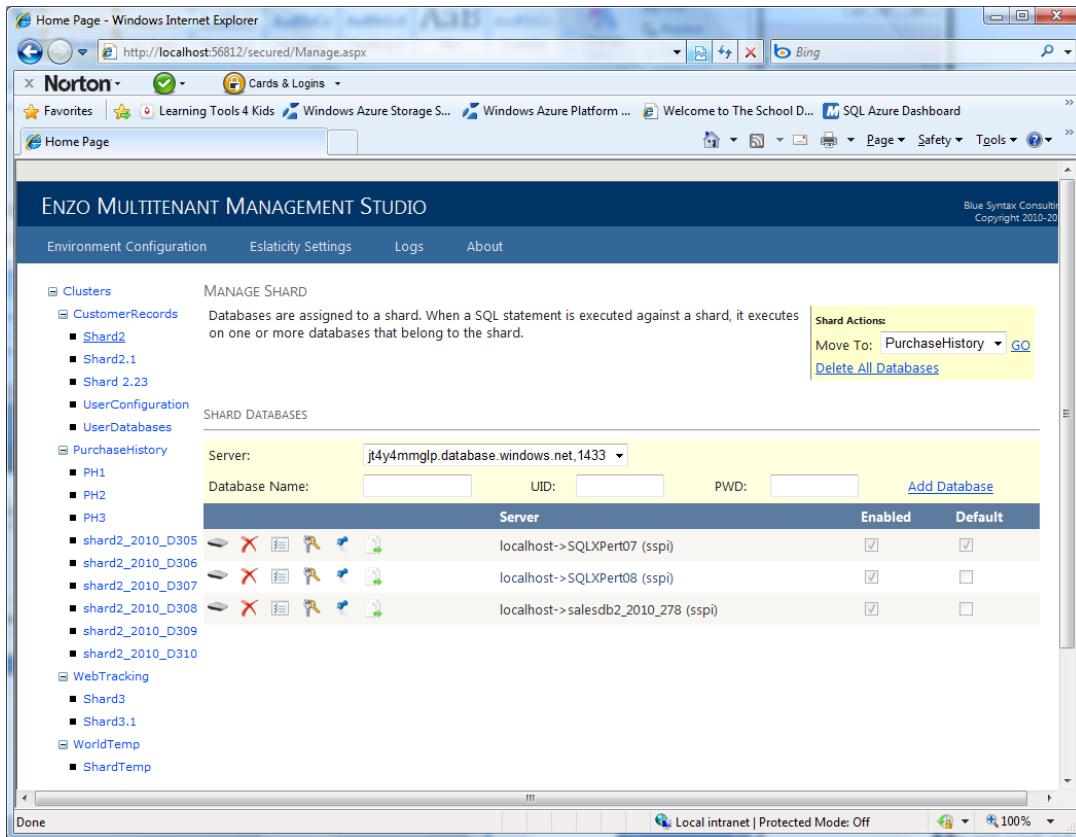 Home Page - Windows Internet Explorer
http://localhost:56812/secured/Manage.aspx
Bing
x Norton
Cards & Logins
Favorites Learning Tools 4 Kids Windows Azure Storage S... Windows Azure Platform ... Welcome to The School D... SQL Azure Dashboard
Home Page Page Safety Tools
ENZO MULTITENANT MANAGEMENT STUDIO
Blue Syntax Consultin
Copyright 2010-20
Environment Configuration Eslaticity Settings Logs About
Clusters
CustomerRecords
Shard2
Shard2.1
Shard 2.23
UserConfiguration
UserDatabases
PurchaseHistory
PH1
PH2
PH3
shard2_2010_D305
shard2_2010_D306
shard2_2010_D307
shard2_2010_D308
shard2_2010_D309
shard2_2010_D310
WebTracking
Shard3
Shard3.1
WorldTemp
ShardTemp
MANAGE SHARD
Databases are assigned to a shard. When a SQL statement is executed against a shard, it executes
on one or more databases that belong to the shard.
Shard Actions:
Move To: PurchaseHistory GO
Delete All Databases
SHARD DATABASES
Server: jt4y4mmglp.database.windows.net,1433
Database Name: UID: PWD: Add Database
Server Enabled Default
localhost->SQLXPert07 (sspi)
localhost->SQLXPert08 (sspi)
localhost->salesdb2_2010_278 (sspi)
Done Local intranet | Protected Mode: Off 100%